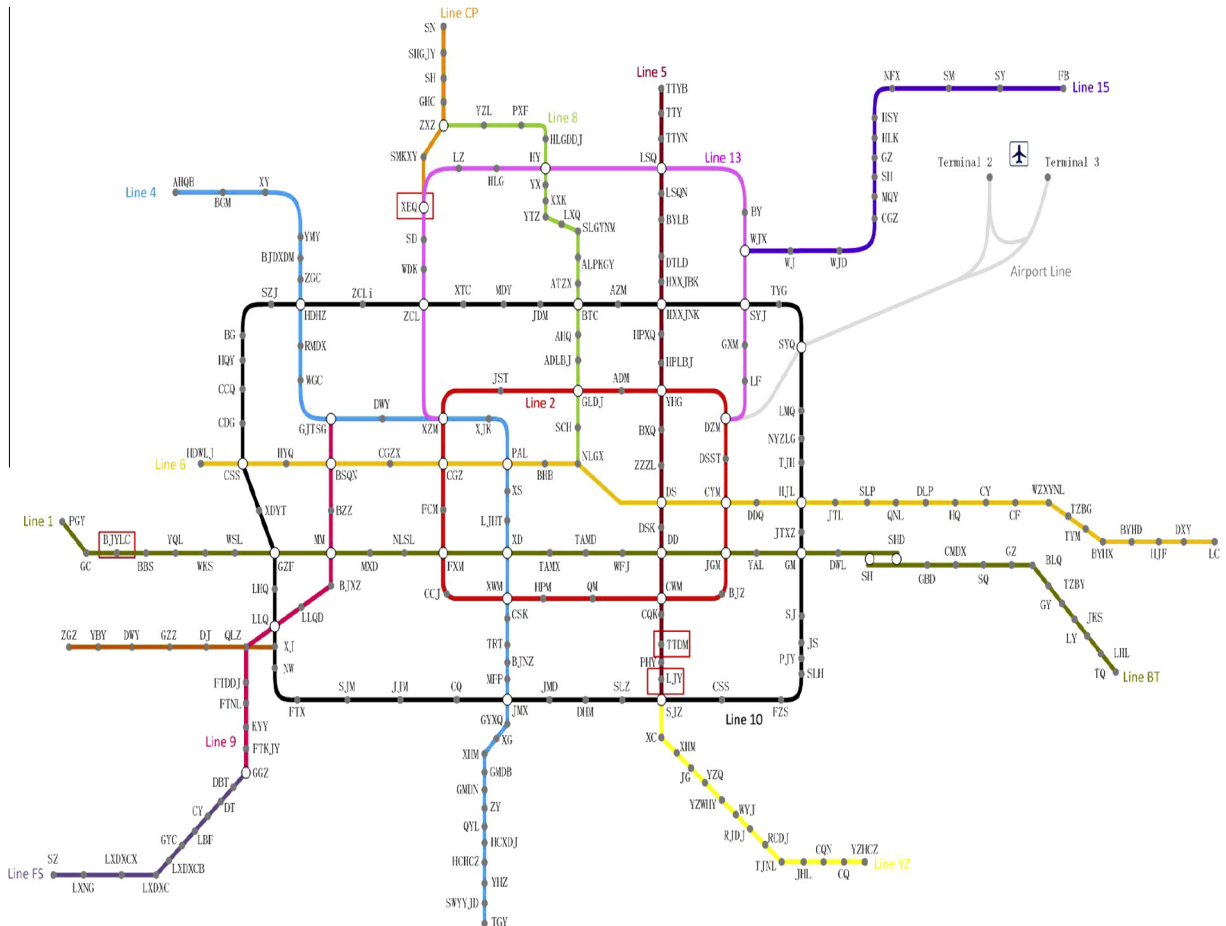 Line CP
SN
SHGJY
SH
GHC
ZXZ
SMKXY
XEQ
YZL
PXF
Line 8
HLGDDJ
HY
YX
XXK
YTZ
LXQ
SLGYNM
ALPKGY
ATZX
BTC
AHQ
ADLBJ
GLDJ
SCH
NLGX
Line 5
TTYB
TTY
TTYN
LSQ
LSQN
BYLB
DTLD
HXXJBK
HXXJNK
HPXQ
HPLBJ
YHG
BXQ
ZZZL
DS
DSK
DD
CWM
CQK
TTDM
PHY
LJY
SJZ
NFX
SM
SY
FB
Line 15
HSY
HLK
GZ
SH
MQY
CGZ
WJD
WJ
WJX
Terminal 2
Terminal 3
Airport Line
Line 13
LZ
HLG
BY
SYJ
GXM
LF
DZM
SD
WDK
ZCL
Line 4
AHQB
BGM
XY
YMY
BJDXDM
ZGC
HDHZ
RMDX
WGC
GJTSG
DWY
XZM
XJK
PAL
XS
LJHT
XD
XWM
CSK
TRT
BJNZ
MFP
JMX
GYXQ
XG
XHM
GMDB
GMDN
ZY
QYL
HCXDJ
HCHCZ
YHZ
SWYYJD
TGY
SZJ
ZCLi
XTC
MDY
JDM
AZM
TYG
SYQ
LMQ
NYZLG
TJH
HJL
JTXZ
GM
SJ
JS
PJY
SLH
FZS
CSS
SLZ
DHM
JMD
CQ
JJM
SJM
FTX
NW
XJ
LLQ
LHQ
GZF
XDYT
CSS
CDG
CCQ
HQY
BG
Line 10
Line 2
JST
ADM
DSST
CYM
JGM
BJZ
QM
HPM
CCJ
FXM
FCM
CGZ
Line 6
HDWLJ
HYQ
BSQN
CGZX
BHB
DDQ
JTL
SLP
QNL
DLP
HQ
CY
CF
WZXYNL
TZBG
TYM
BYHX
BYHD
HJF
DXY
LC
Line 1
PGY
GC
BJYLC
BBS
YQL
WKS
WSL
MM
MXD
NLSL
TAMX
TAMD
WFJ
YAL
DWL
SHD
SH
GBD
CMDX
SQ
GZ
BLQ
GY
TZBY
LY
JKS
TQ
LHL
Line BT
BZZ
BJXZ
LLQD
QLZ
DJ
GZZ
DWY
YBY
ZGZ
FTDDJ
FTNL
KYY
FTKJY
Line 9
GGZ
DBT
DT
CY
LBF
GYC
LXDXCB
LXDXC
LXDXCX
LXNG
SZ
Line FS
XC
XHM
JG
YZQ
YZWHY
WYJ
RJDJ
RCDJ
TJNL
JHL
CQN
CQ
YZHCZ
Line YZ